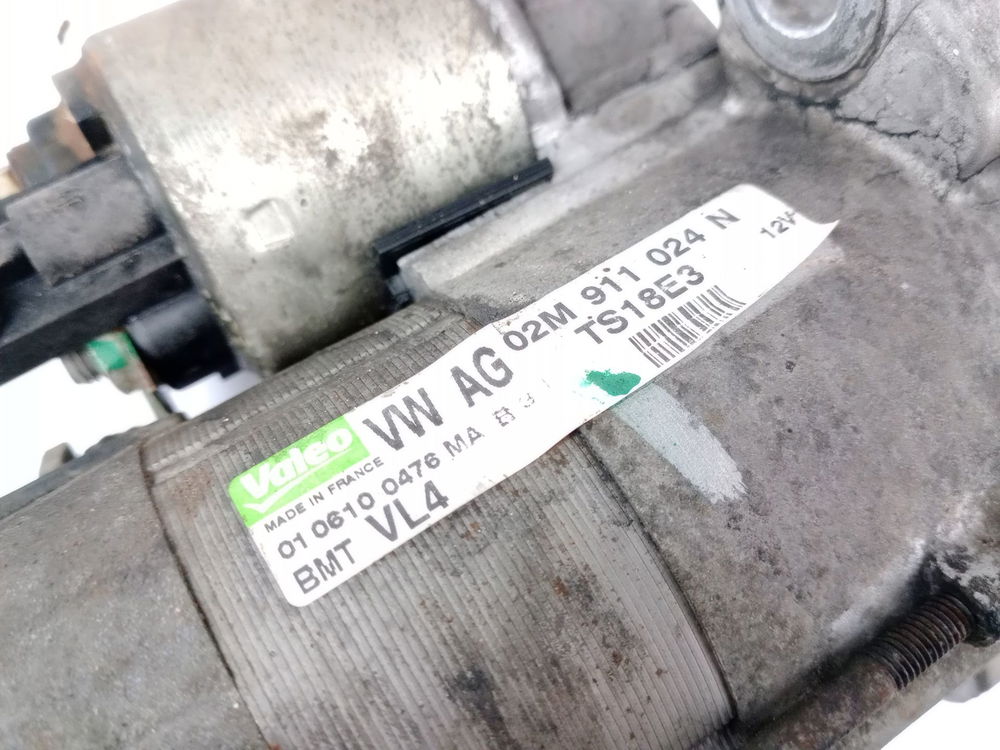 Valeo
VW AG 02M 911 024 N
TS18E3
12V
MADE IN FRANCE
01 0610 0476 MA
BMT VL4